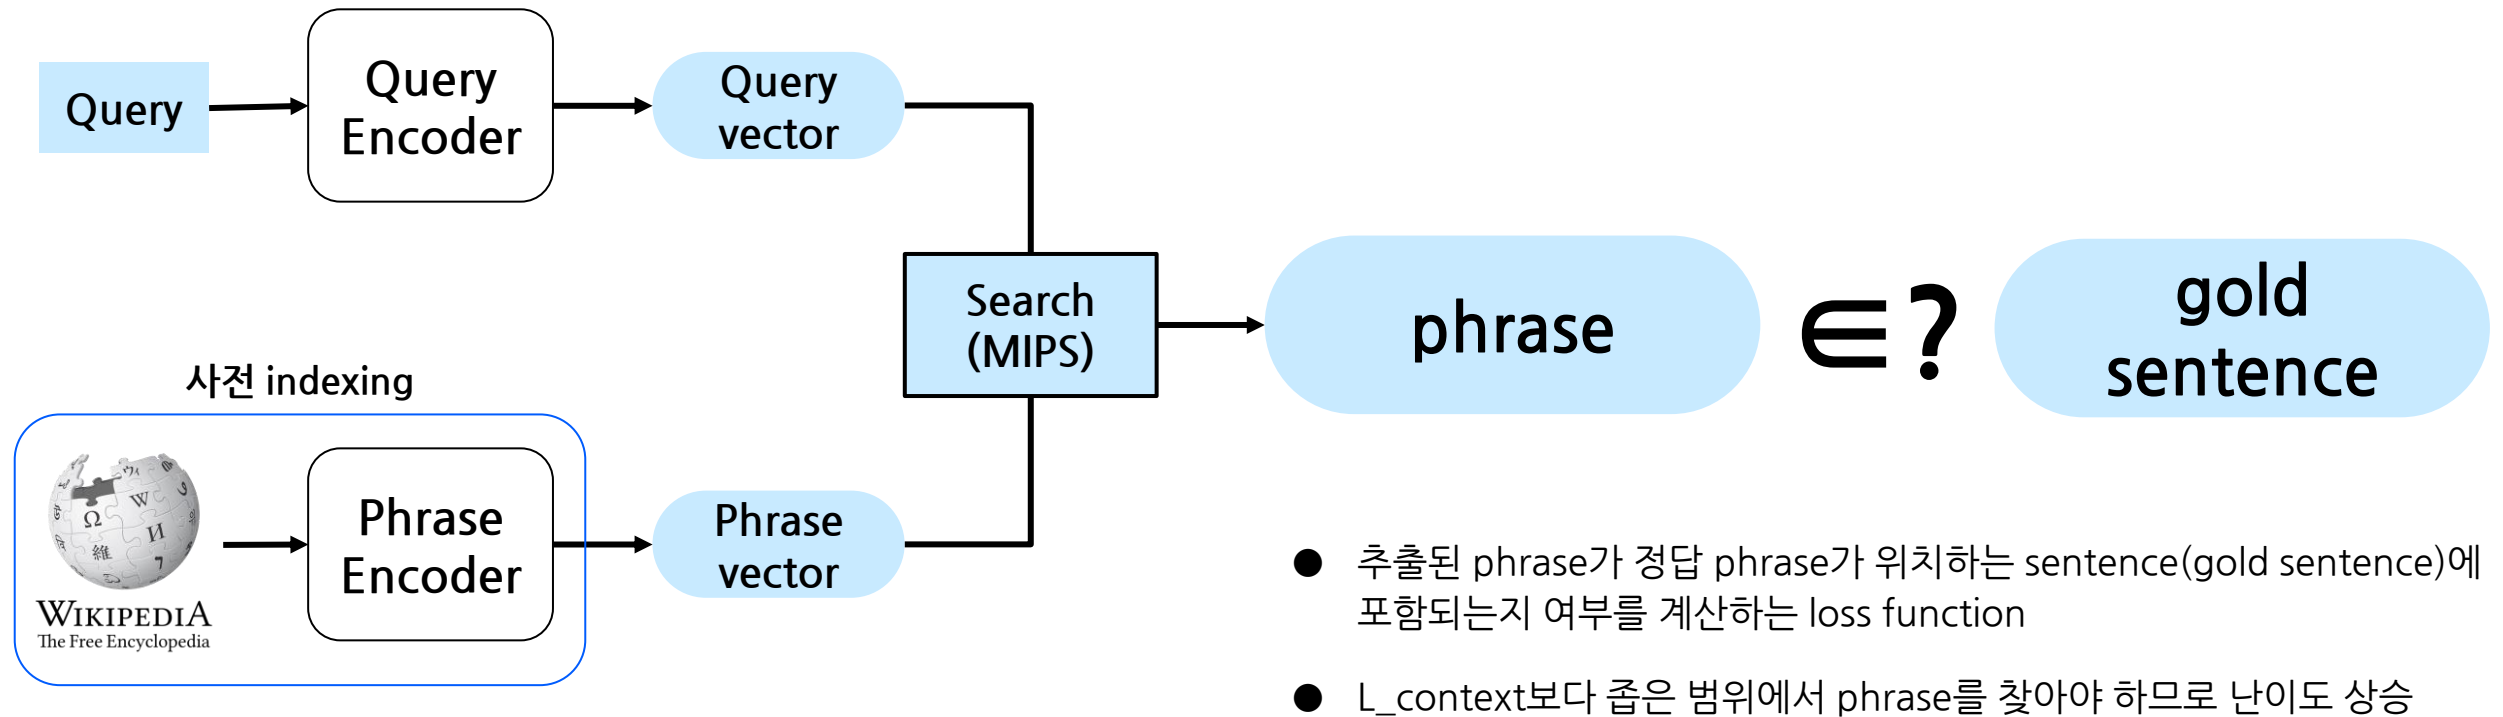 Query
Query
Encoder
Query
vector
Search
(MIPS)
phrase
∈?
gold
sentence
사전 indexing
WIKIPEDIA
The Free Encyclopedia
Phrase
Encoder
Phrase
vector
● 추출된 phrase가 정답 phrase가 위치하는 sentence(gold sentence)에
포함되는지 여부를 계산하는 loss function
● L_context보다 좁은 범위에서 phrase를 찾아야 하므로 난이도 상승